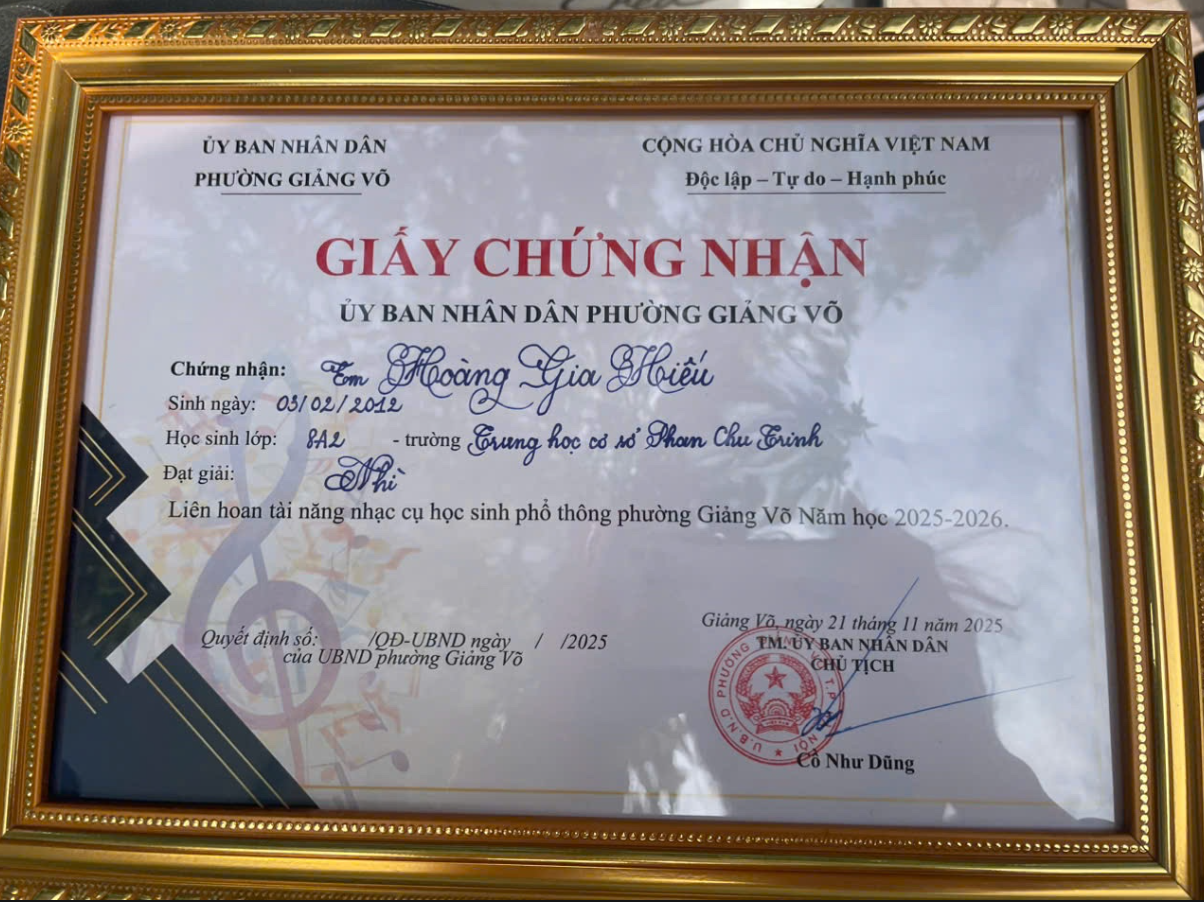 ỦY BAN NHÂN DÂN
PHƯỜNG GIẢNG VÕ
CỘNG HÒA CHỦ NGHĨA VIỆT NAM
Độc lập – Tự do – Hạnh phúc
GIẤY CHỨNG NHẬN
ỦY BAN NHÂN DÂN PHƯỜNG GIẢNG VÕ
Chứng nhận: Em Hoàng Gia Hiếu
Sinh ngày: 03/02/2012
Học sinh lớp: 8A2 - trường Trung học cơ sở Phan Chu Trinh
Đạt giải: Nhì
Liên hoan tài năng nhạc cụ học sinh phổ thông phường Giảng Võ Năm học 2025-2026.
Quyết định số: /QĐ-UBND ngày / /2025
của UBND phường Giảng Võ
Giảng Võ, ngày 21 tháng 11 năm 2025
TM. ỦY BAN NHÂN DÂN
CHỦ TỊCH
U.B.N.D PHƯỜNG T.P NỘI
Cồ Như Dũng